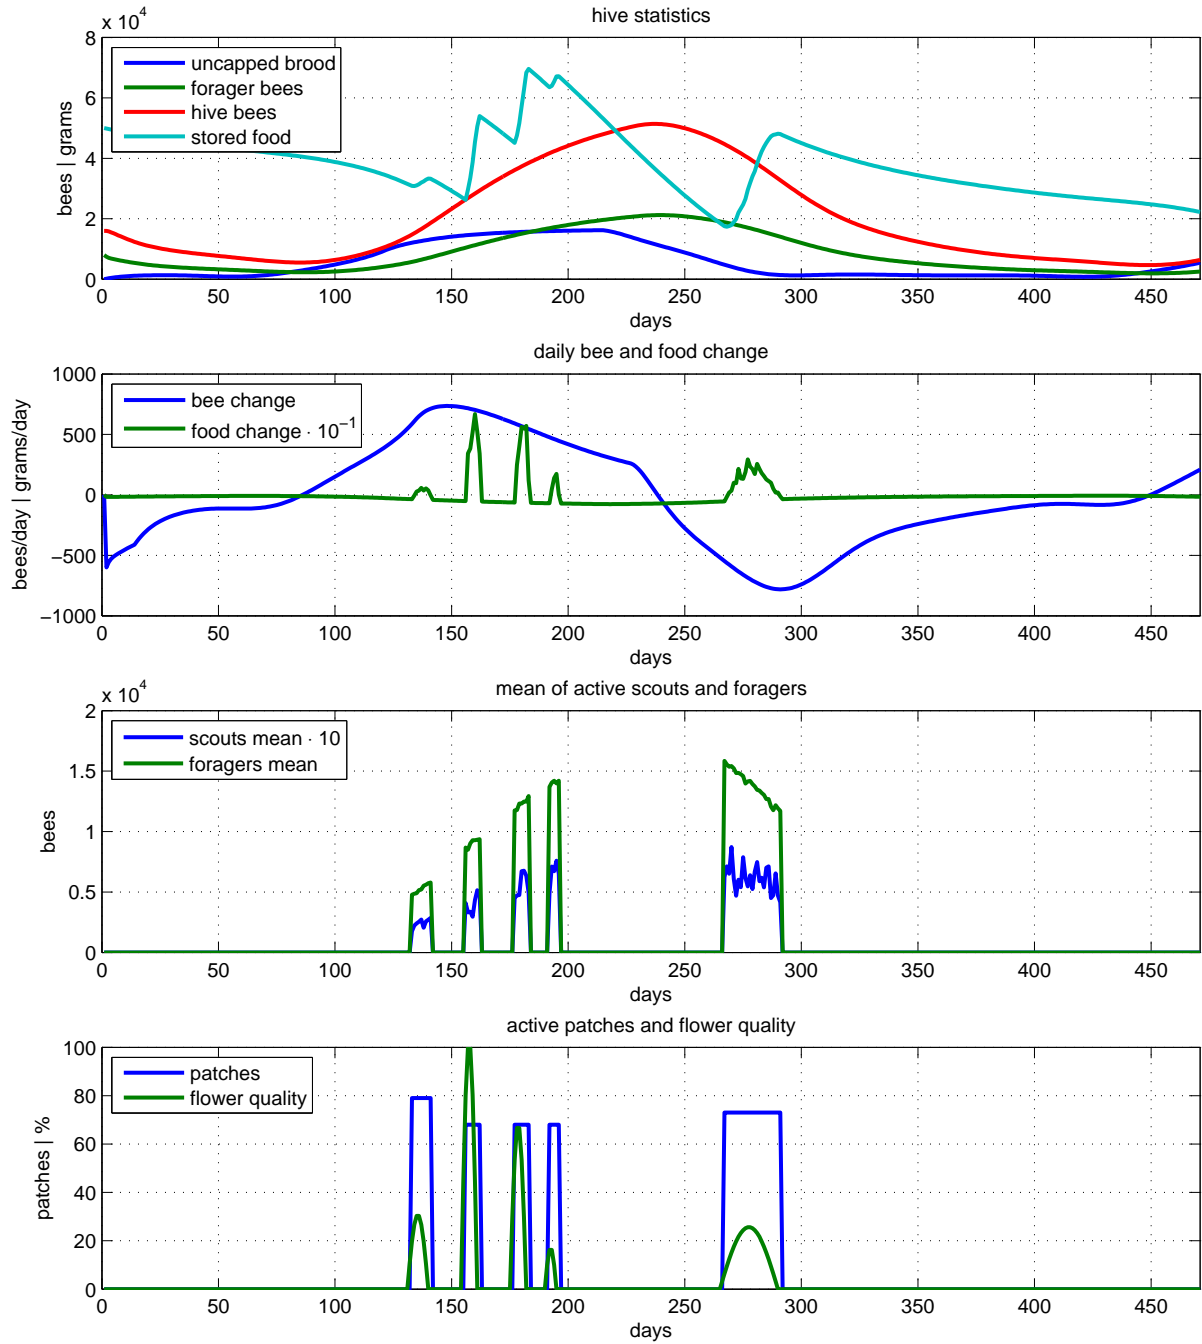 hive statistics
x 10^4
80
60
40
20
0
bees | grams
uncapped brood
forager bees
hive bees
stored food
0 50 100 150 200 250 300 350 400 450
days
daily bee and food change
1000
500
0
−500
−1000
bees/day | grams/day
bee change
food change · 10^−1
0 50 100 150 200 250 300 350 400 450
days
mean of active scouts and foragers
x 10^4
2
1.5
1
0.5
0
bees
scouts mean · 10
foragers mean
0 50 100 150 200 250 300 350 400 450
days
active patches and flower quality
100
80
60
40
20
0
patches | %
patches
flower quality
0 50 100 150 200 250 300 350 400 450
days